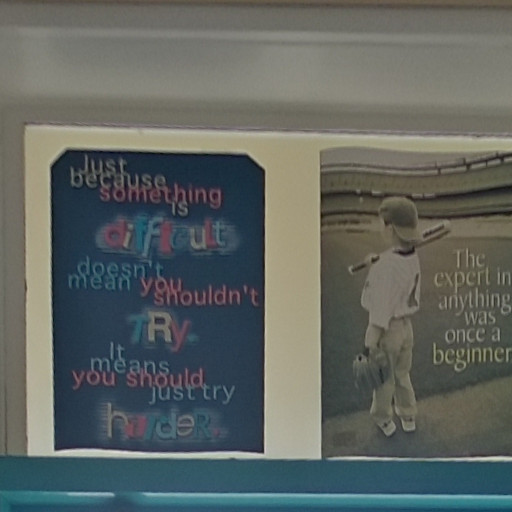 Just
because
something
is
difficult
doesn't
mean you
shouldn't
TRy.
It
means
you should
just try
harder.
The
expert in
anything
was
once a
beginner